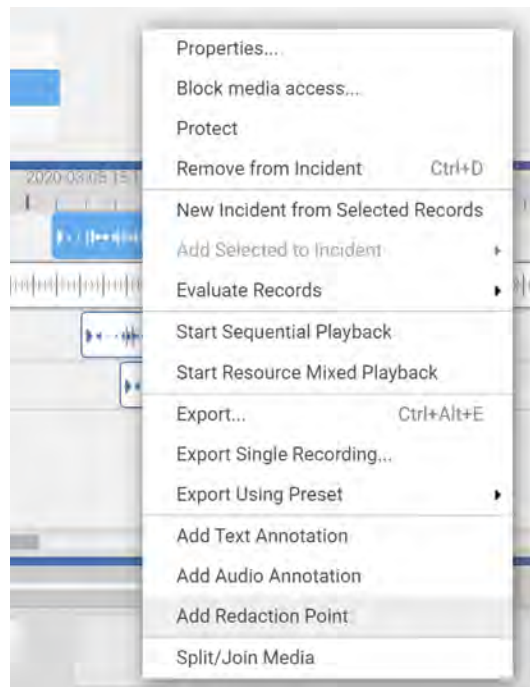 Properties...
Block media access...
Protect
Remove from Incident Ctrl+D
New Incident from Selected Records
Add Selected to Incident
Evaluate Records
Start Sequential Playback
Start Resource Mixed Playback
Export... Ctrl+Alt+E
Export Single Recording...
Export Using Preset
Add Text Annotation
Add Audio Annotation
Add Redaction Point
Split/Join Media